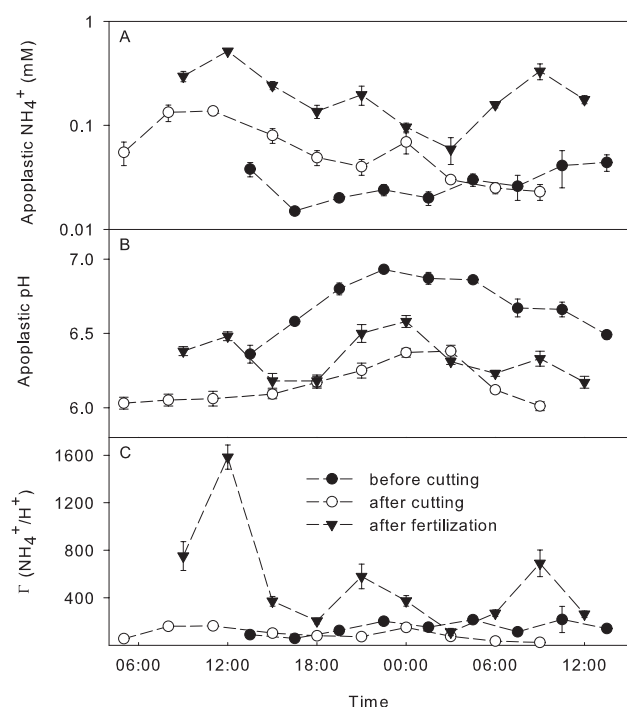 A
Apoplastic NH4+ (mM)
1
0.1
0.01
B
Apoplastic pH
7.0
6.5
6.0
C
Γ (NH4+/H+)
1600
1200
800
400
before cutting
after cutting
after fertilization
06:00 12:00 18:00 00:00 06:00 12:00
Time